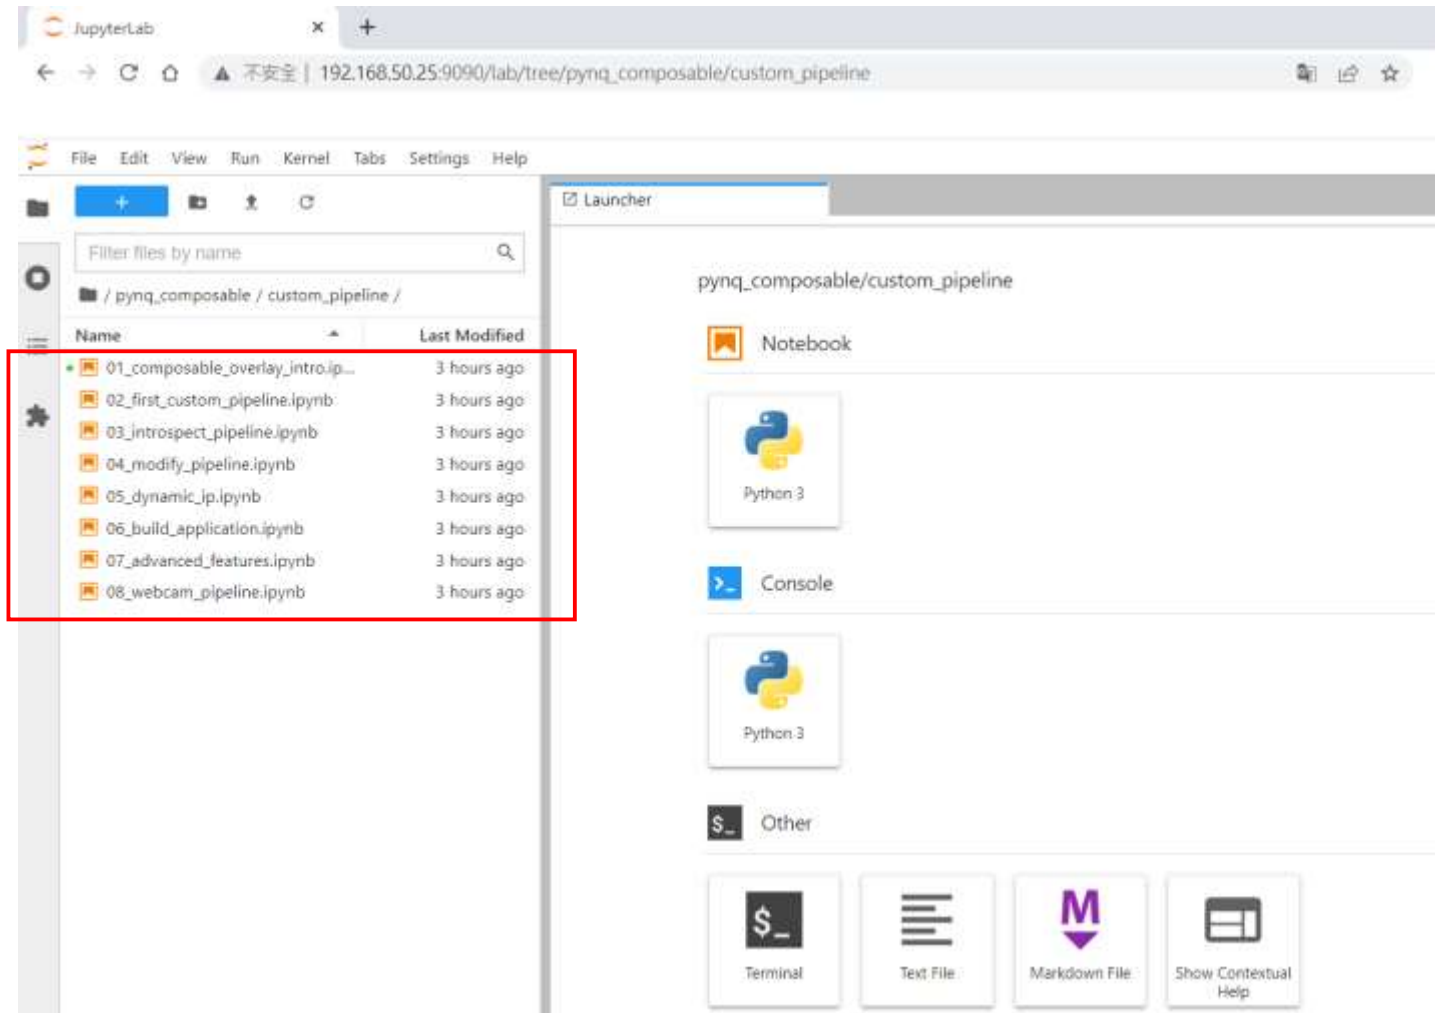 JupyterLab
不安全 | 192.168.50.25:9090/lab/tree/pynq_composable/custom_pipeline
File Edit View Run Kernel Tabs Settings Help
Launcher
Filter files by name
/ pynq_composable / custom_pipeline /
pynq_composable/custom_pipeline
Name Last Modified
01_composable_overlay_intro.ip... 3 hours ago
02_first_custom_pipeline.ipynb 3 hours ago
03_introspect_pipeline.ipynb 3 hours ago
04_modify_pipeline.ipynb 3 hours ago
05_dynamic_ip.ipynb 3 hours ago
06_build_application.ipynb 3 hours ago
07_advanced_features.ipynb 3 hours ago
08_webcam_pipeline.ipynb 3 hours ago
Notebook
Python 3
Console
Python 3
$_ Other
$_
Terminal
Text File
M
Markdown File
Show Contextual
Help